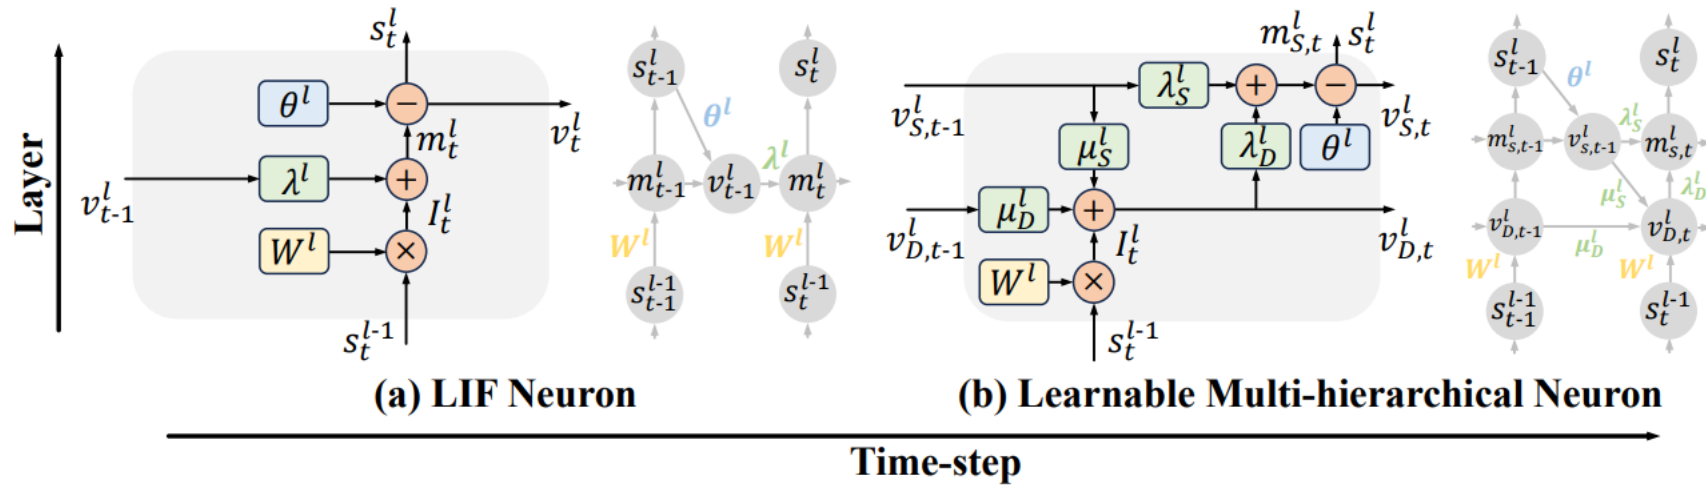 Layer
s_t^l
θ^l
−
v_t^l
m_t^l
v_{t-1}^l
λ^l
+
I_t^l
W^l
×
s_t^{l-1}
s_{t-1}^l
s_t^l
θ^l
λ^l
m_{t-1}^l
v_{t-1}^l
m_t^l
W^l
W^l
s_{t-1}^{l-1}
s_t^{l-1}
(a) LIF Neuron
m_{S,t}^l
s_t^l
v_{S,t-1}^l
λ_S^l
+
−
v_{S,t}^l
μ_S^l
λ_D^l
θ^l
v_{D,t-1}^l
μ_D^l
+
v_{D,t}^l
I_t^l
W^l
×
s_t^{l-1}
s_{t-1}^l
s_t^l
θ^l
λ_S^l
m_{S,t-1}^l
v_{s,t-1}^l
m_{s,t}^l
μ_S^l
λ_D^l
v_{D,t-1}^l
μ_D^l
v_{D,t}^l
W^l
W^l
s_{t-1}^{l-1}
s_t^{l-1}
(b) Learnable Multi-hierarchical Neuron
Time-step